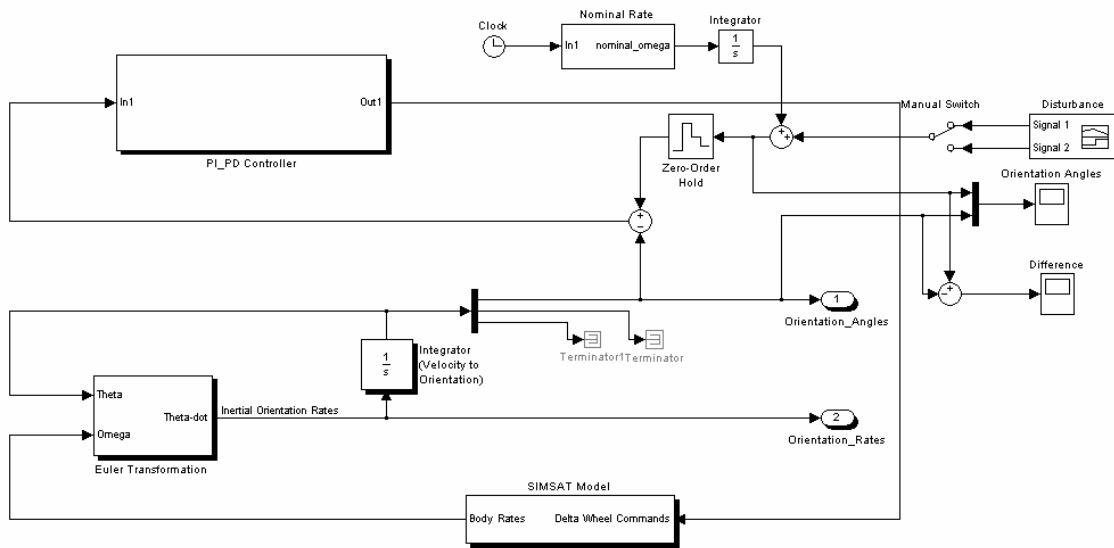 Nominal Rate
Integrator
Clock
In1
nominal_omega
1
s
In1
Out1
PI_PD Controller
Manual Switch
Disturbance
Signal 1
Signal 2
Zero-Order
Hold
Orientation Angles
Difference
1
Orientation_Angles
Terminator1
Terminator
1
s
Integrator
(Velocity to
Orientation)
Theta
Theta-dot
Omega
Inertial Orientation Rates
Euler Transformation
2
Orientation_Rates
SIMSAT Model
Body Rates
Delta Wheel Commands